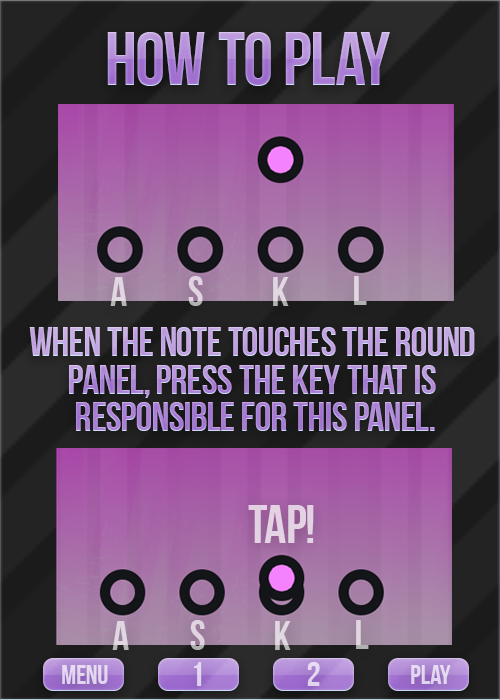 HOW TO PLAY
A S K L
WHEN THE NOTE TOUCHES THE ROUND
PANEL, PRESS THE KEY THAT IS
RESPONSIBLE FOR THIS PANEL.
TAP!
A S K L
MENU 1 2 PLAY